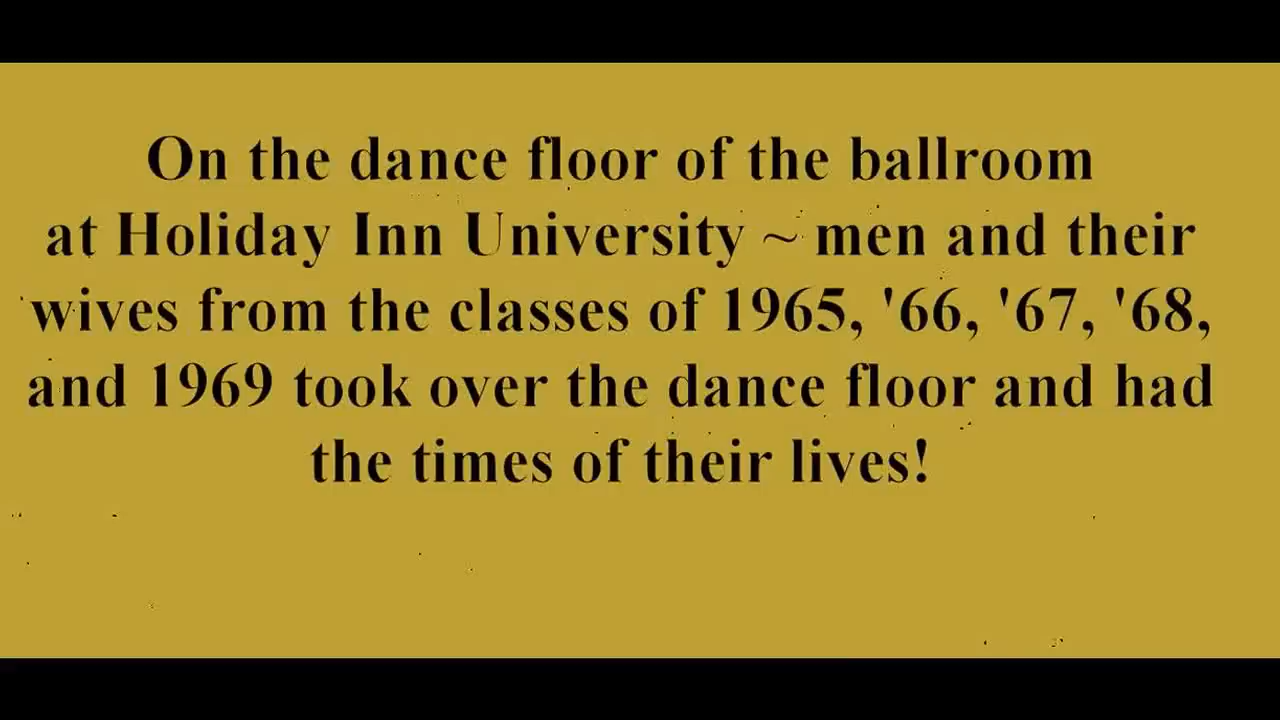 On the dance floor of the ballroom
at Holiday Inn University ~ men and their
wives from the classes of 1965, '66, '67, '68,
and 1969 took over the dance floor and had
the times of their lives!